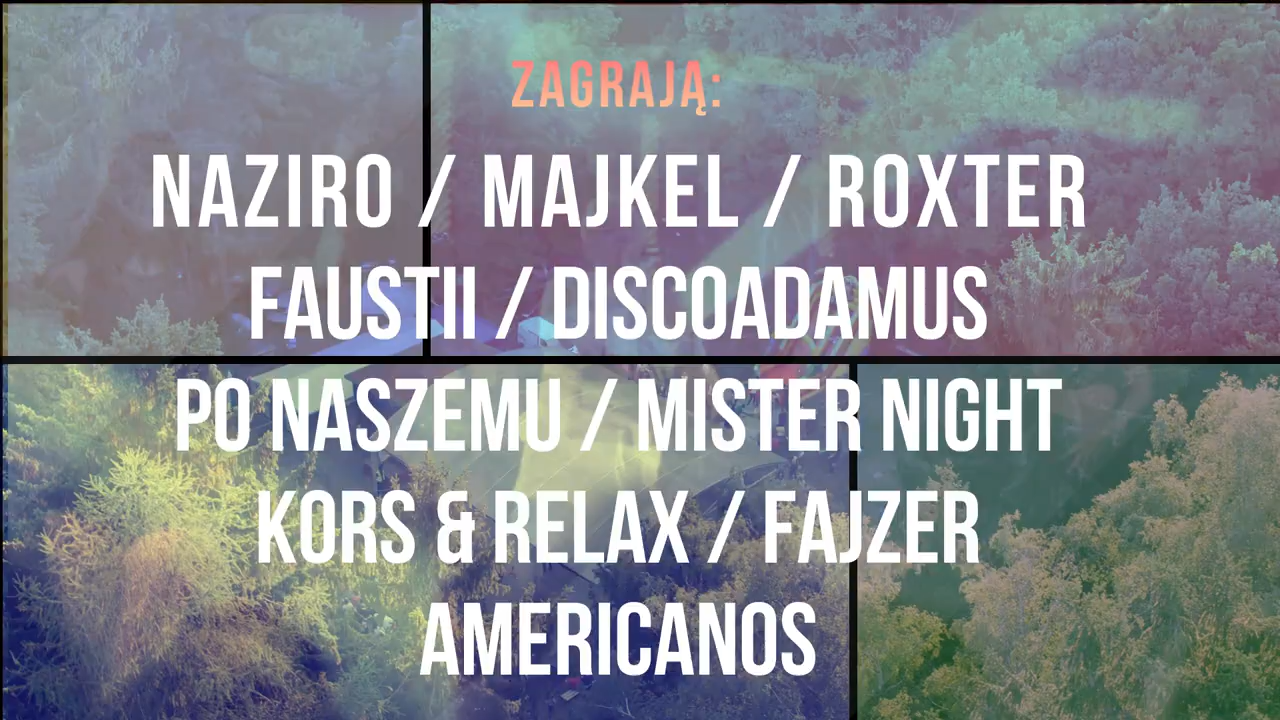 ZAGRAJĄ:
NAZIRO / MAJKEL / ROXTER
FAUSTII / DISCOADAMUS
PO NASZEMU / MISTER NIGHT
KORS & RELAX / FAJZER
AMERICANOS